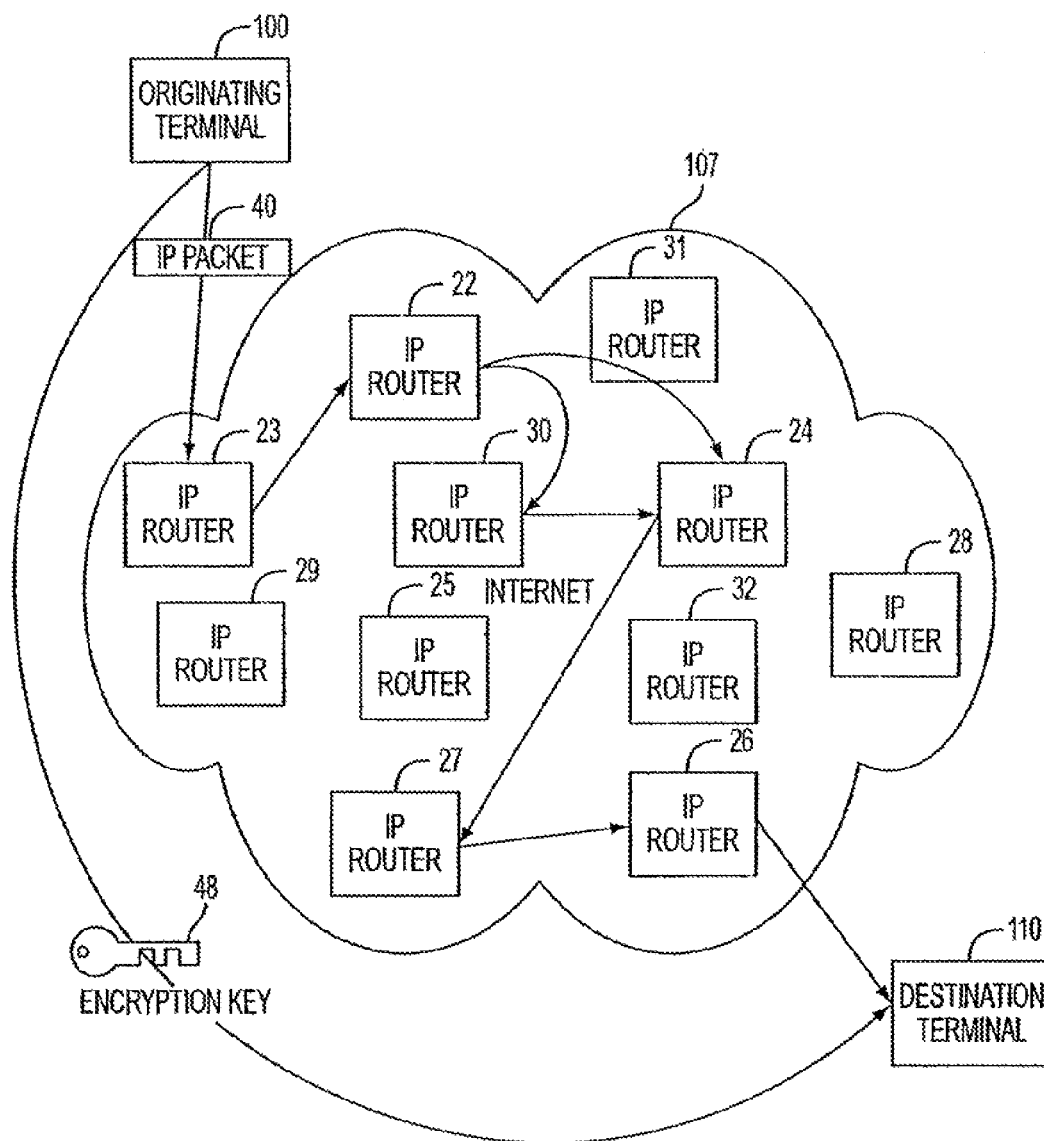 100
ORIGINATING
TERMINAL
40
IP PACKET
107
31
IP
ROUTER
22
IP
ROUTER
23
IP
ROUTER
30
IP
ROUTER
24
IP
ROUTER
29
IP
ROUTER
25
IP
ROUTER
INTERNET
32
IP
ROUTER
28
IP
ROUTER
27
IP
ROUTER
26
IP
ROUTER
48
ENCRYPTION KEY
110
DESTINATION
TERMINAL